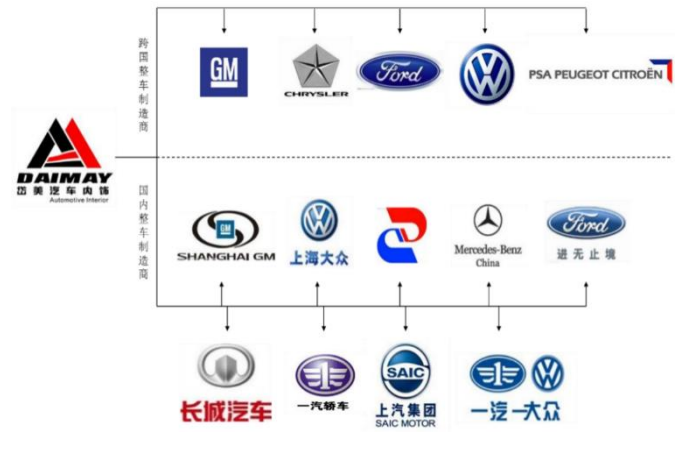 跨国整车制造商
GM
CHRYSLER
Ford
PSA PEUGEOT CITROËN
DAIMAY
岱美汽车内饰
Automotive Interior
国内整车制造商
GM
SHANGHAI GM
上海大众
Mercedes-Benz
China
Ford
进无止境
长城汽车
一汽轿车
SAIC
上汽集团
SAIC MOTOR
一汽-大众